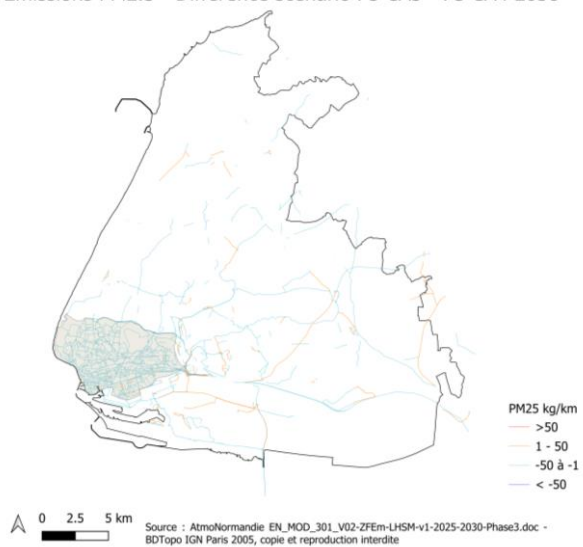 PM25 kg/km
>50
1 - 50
-50 à -1
< -50
0 2.5 5 km
Source : AtmoNormandie EN_MOD_301_V02-ZFEm-LHSM-v1-2025-2030-Phase3.doc -
BDTopo IGN Paris 2005, copie et reproduction interdite